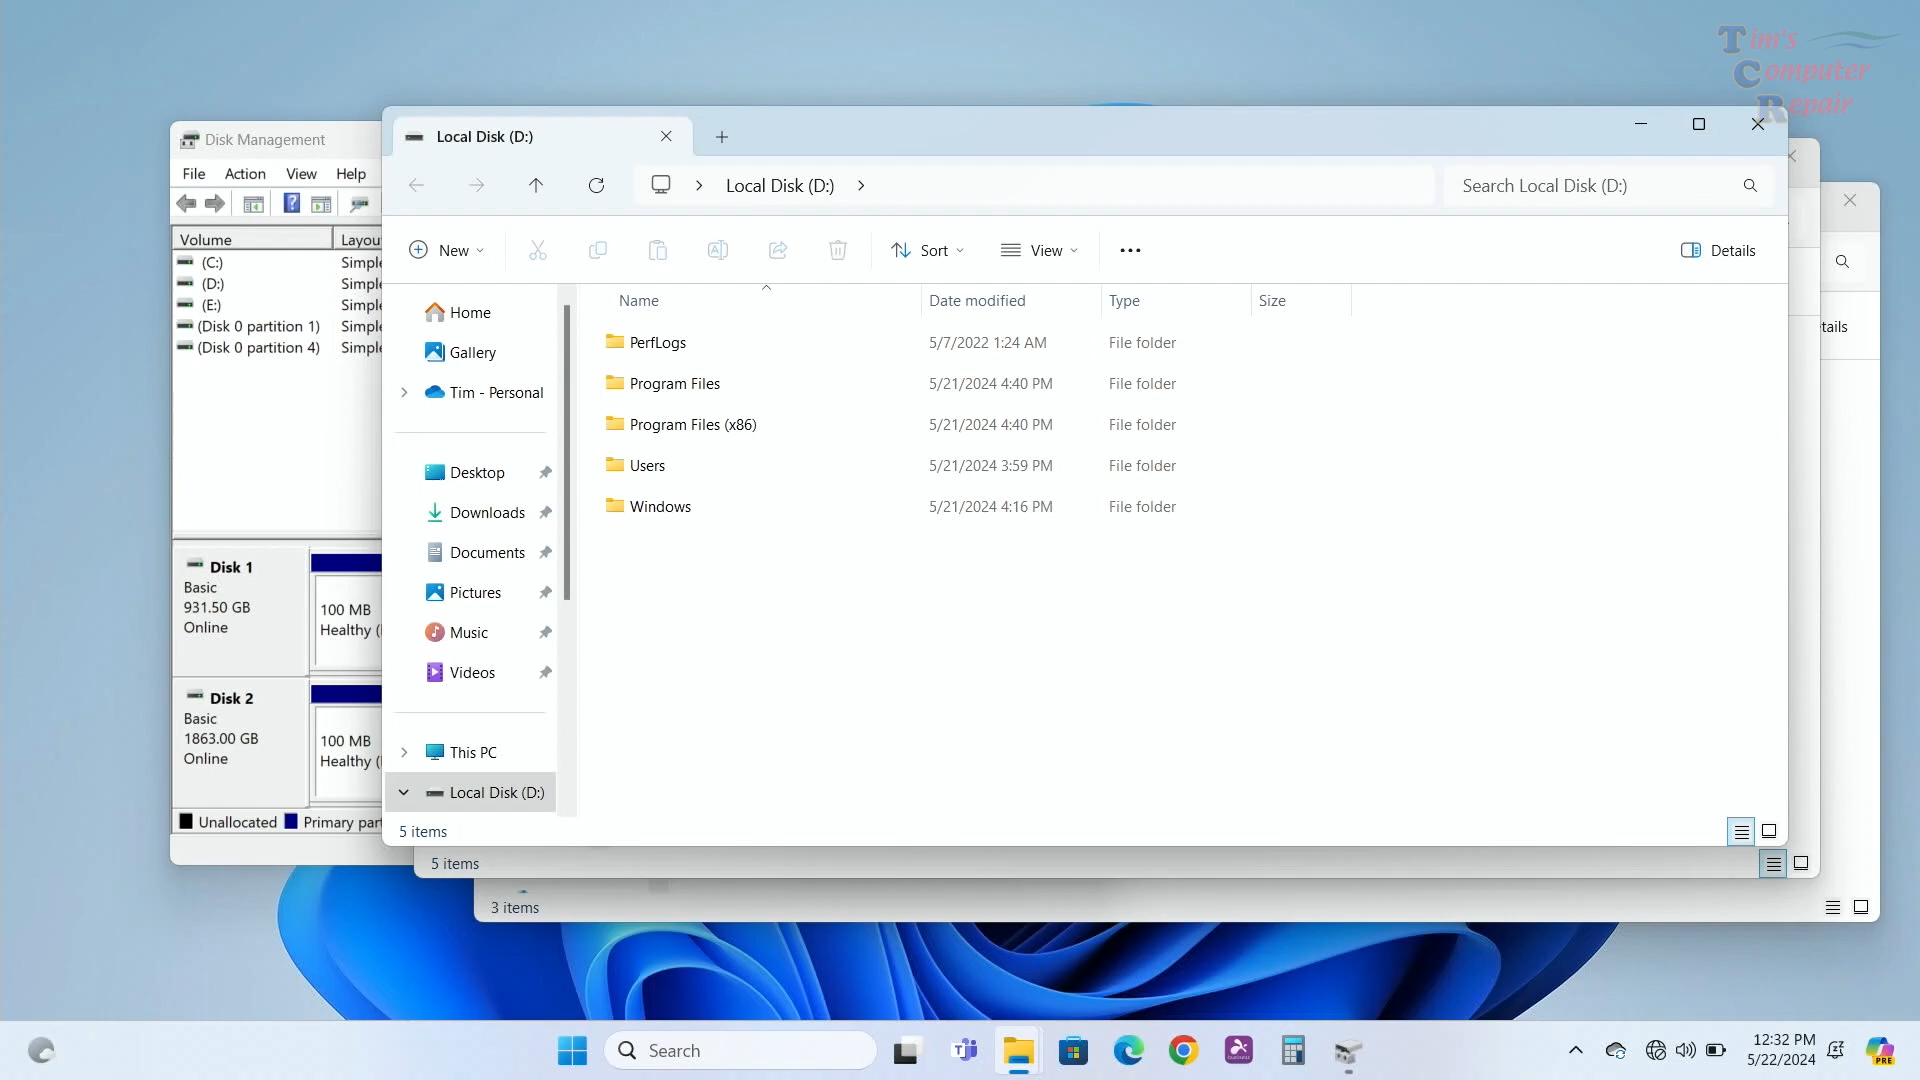 Tim's
Computer
Repair
Disk Management
Local Disk (D:)
File Action View Help
Local Disk (D:)
Search Local Disk (D:)
New
Sort
View
Details
Volume
(C:) Simple
(D:) Simple
(E:) Simple
(Disk 0 partition 1) Simple
(Disk 0 partition 4) Simple
Disk 1
Basic
931.50 GB
Online
100 MB
Healthy (
Disk 2
Basic
1863.00 GB
Online
100 MB
Healthy (
Unallocated Primary part
Home
Gallery
Tim - Personal
Desktop
Downloads
Documents
Pictures
Music
Videos
This PC
Local Disk (D:)
Name Date modified Type Size
PerfLogs 5/7/2022 1:24 AM File folder
Program Files 5/21/2024 4:40 PM File folder
Program Files (x86) 5/21/2024 4:40 PM File folder
Users 5/21/2024 3:59 PM File folder
Windows 5/21/2024 4:16 PM File folder
tails
5 items
5 items
3 items
Search
12:32 PM
5/22/2024
PRE